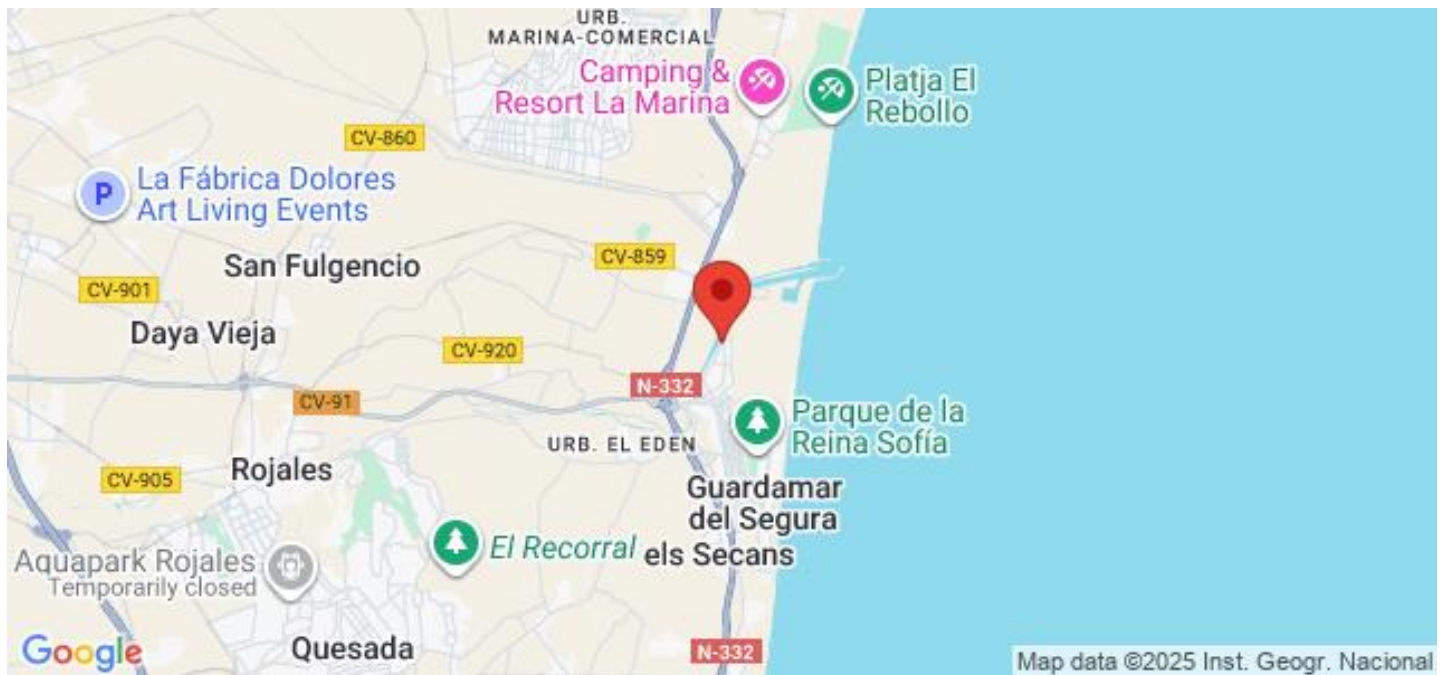 URB.
MARINA-COMERCIAL
Camping &
Resort La Marina
Platja El
Rebollo
CV-860
P
La Fábrica Dolores
Art Living Events
San Fulgencio
CV-859
CV-901
Daya Vieja
CV-920
N-332
CV-91
Parque de la
Reina Sofía
URB. EL EDEN
Rojales
CV-905
Guardamar
del Segura
El Recorral
els Secans
Aquapark Rojales
Temporarily closed
Quesada
N-332
Google
Map data ©2025 Inst. Geogr. Nacional